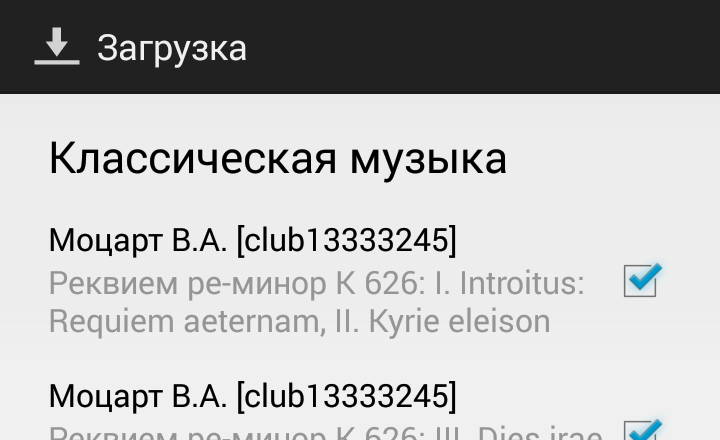 Загрузка
Классическая музыка
Моцарт В.А. [club13333245]
Реквием ре-минор К 626: I. Introitus:
Requiem aeternam, II. Kyrie eleison
Моцарт В.А. [club13333245]
Реквием ре-минор К 626: III. Dies irae